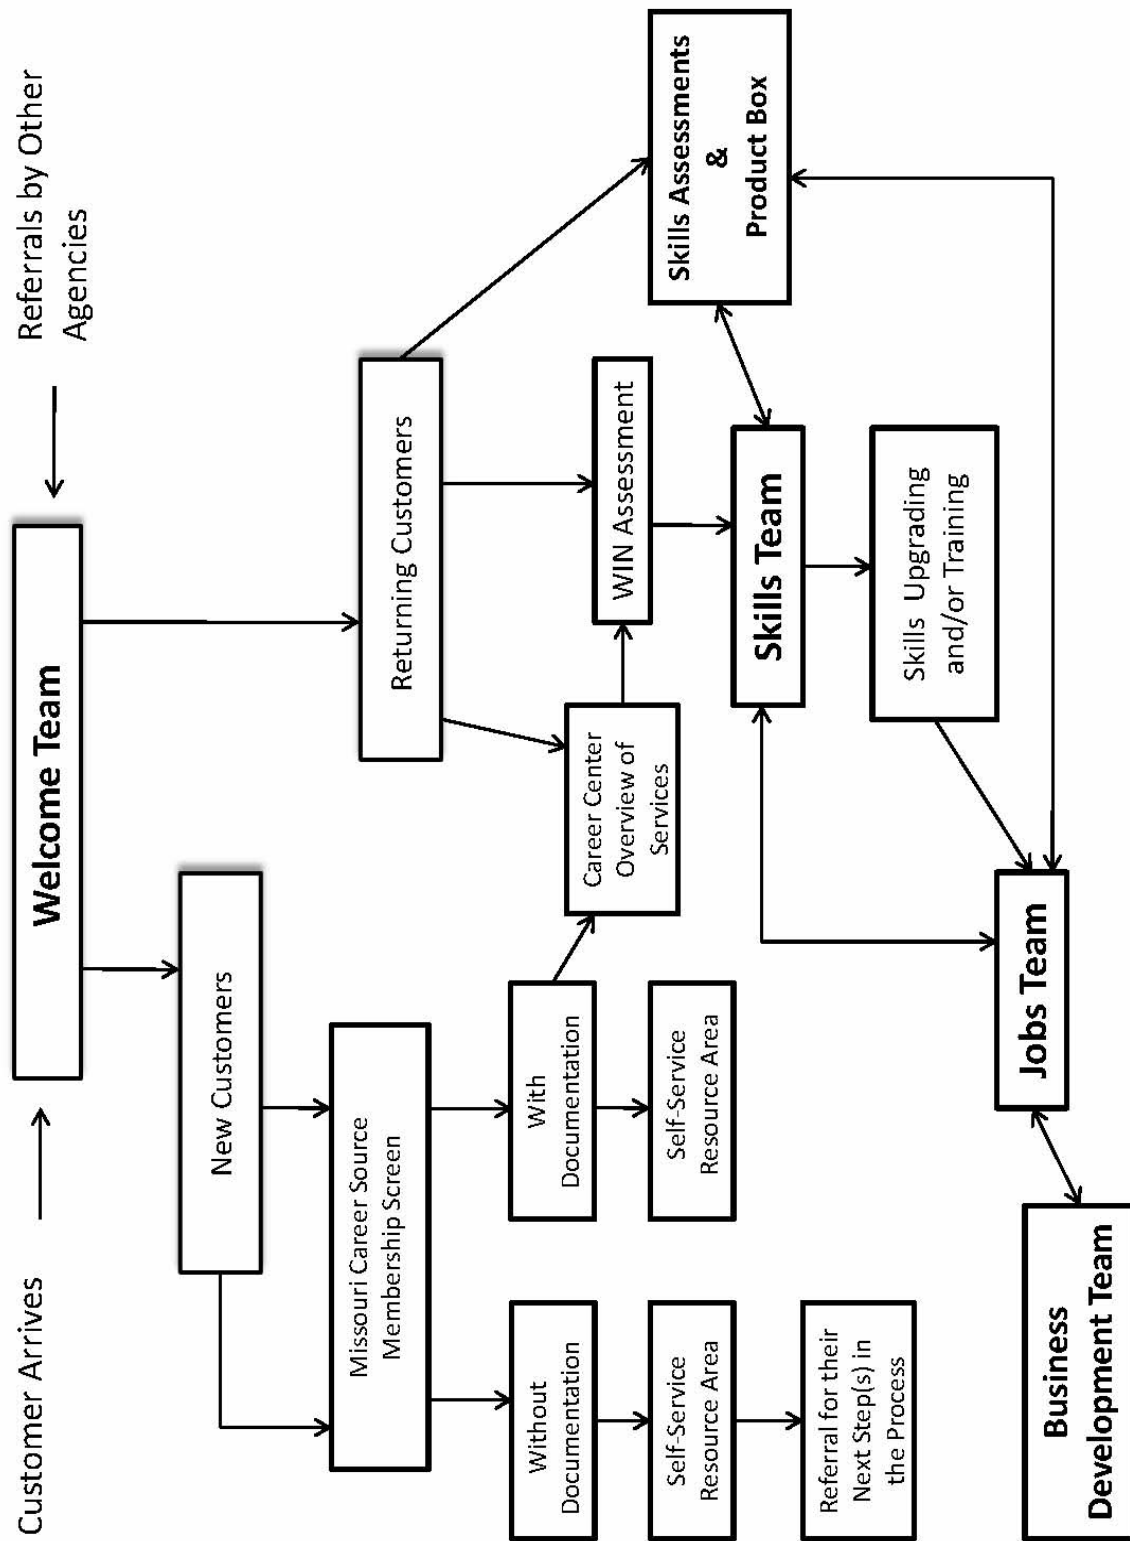 Customer Arrives
Welcome Team
Referrals by Other
Agencies
New Customers
Returning Customers
Missouri Career Source
Membership Screen
Without
Documentation
With
Documentation
Career Center
Overview of
Services
WIN Assessment
Self-Service
Resource Area
Self-Service
Resource Area
Skills Assessments
&
Product Box
Referral for their
Next Step(s) in
the Process
Skills Team
Skills Upgrading
and/or Training
Jobs Team
Business
Development Team